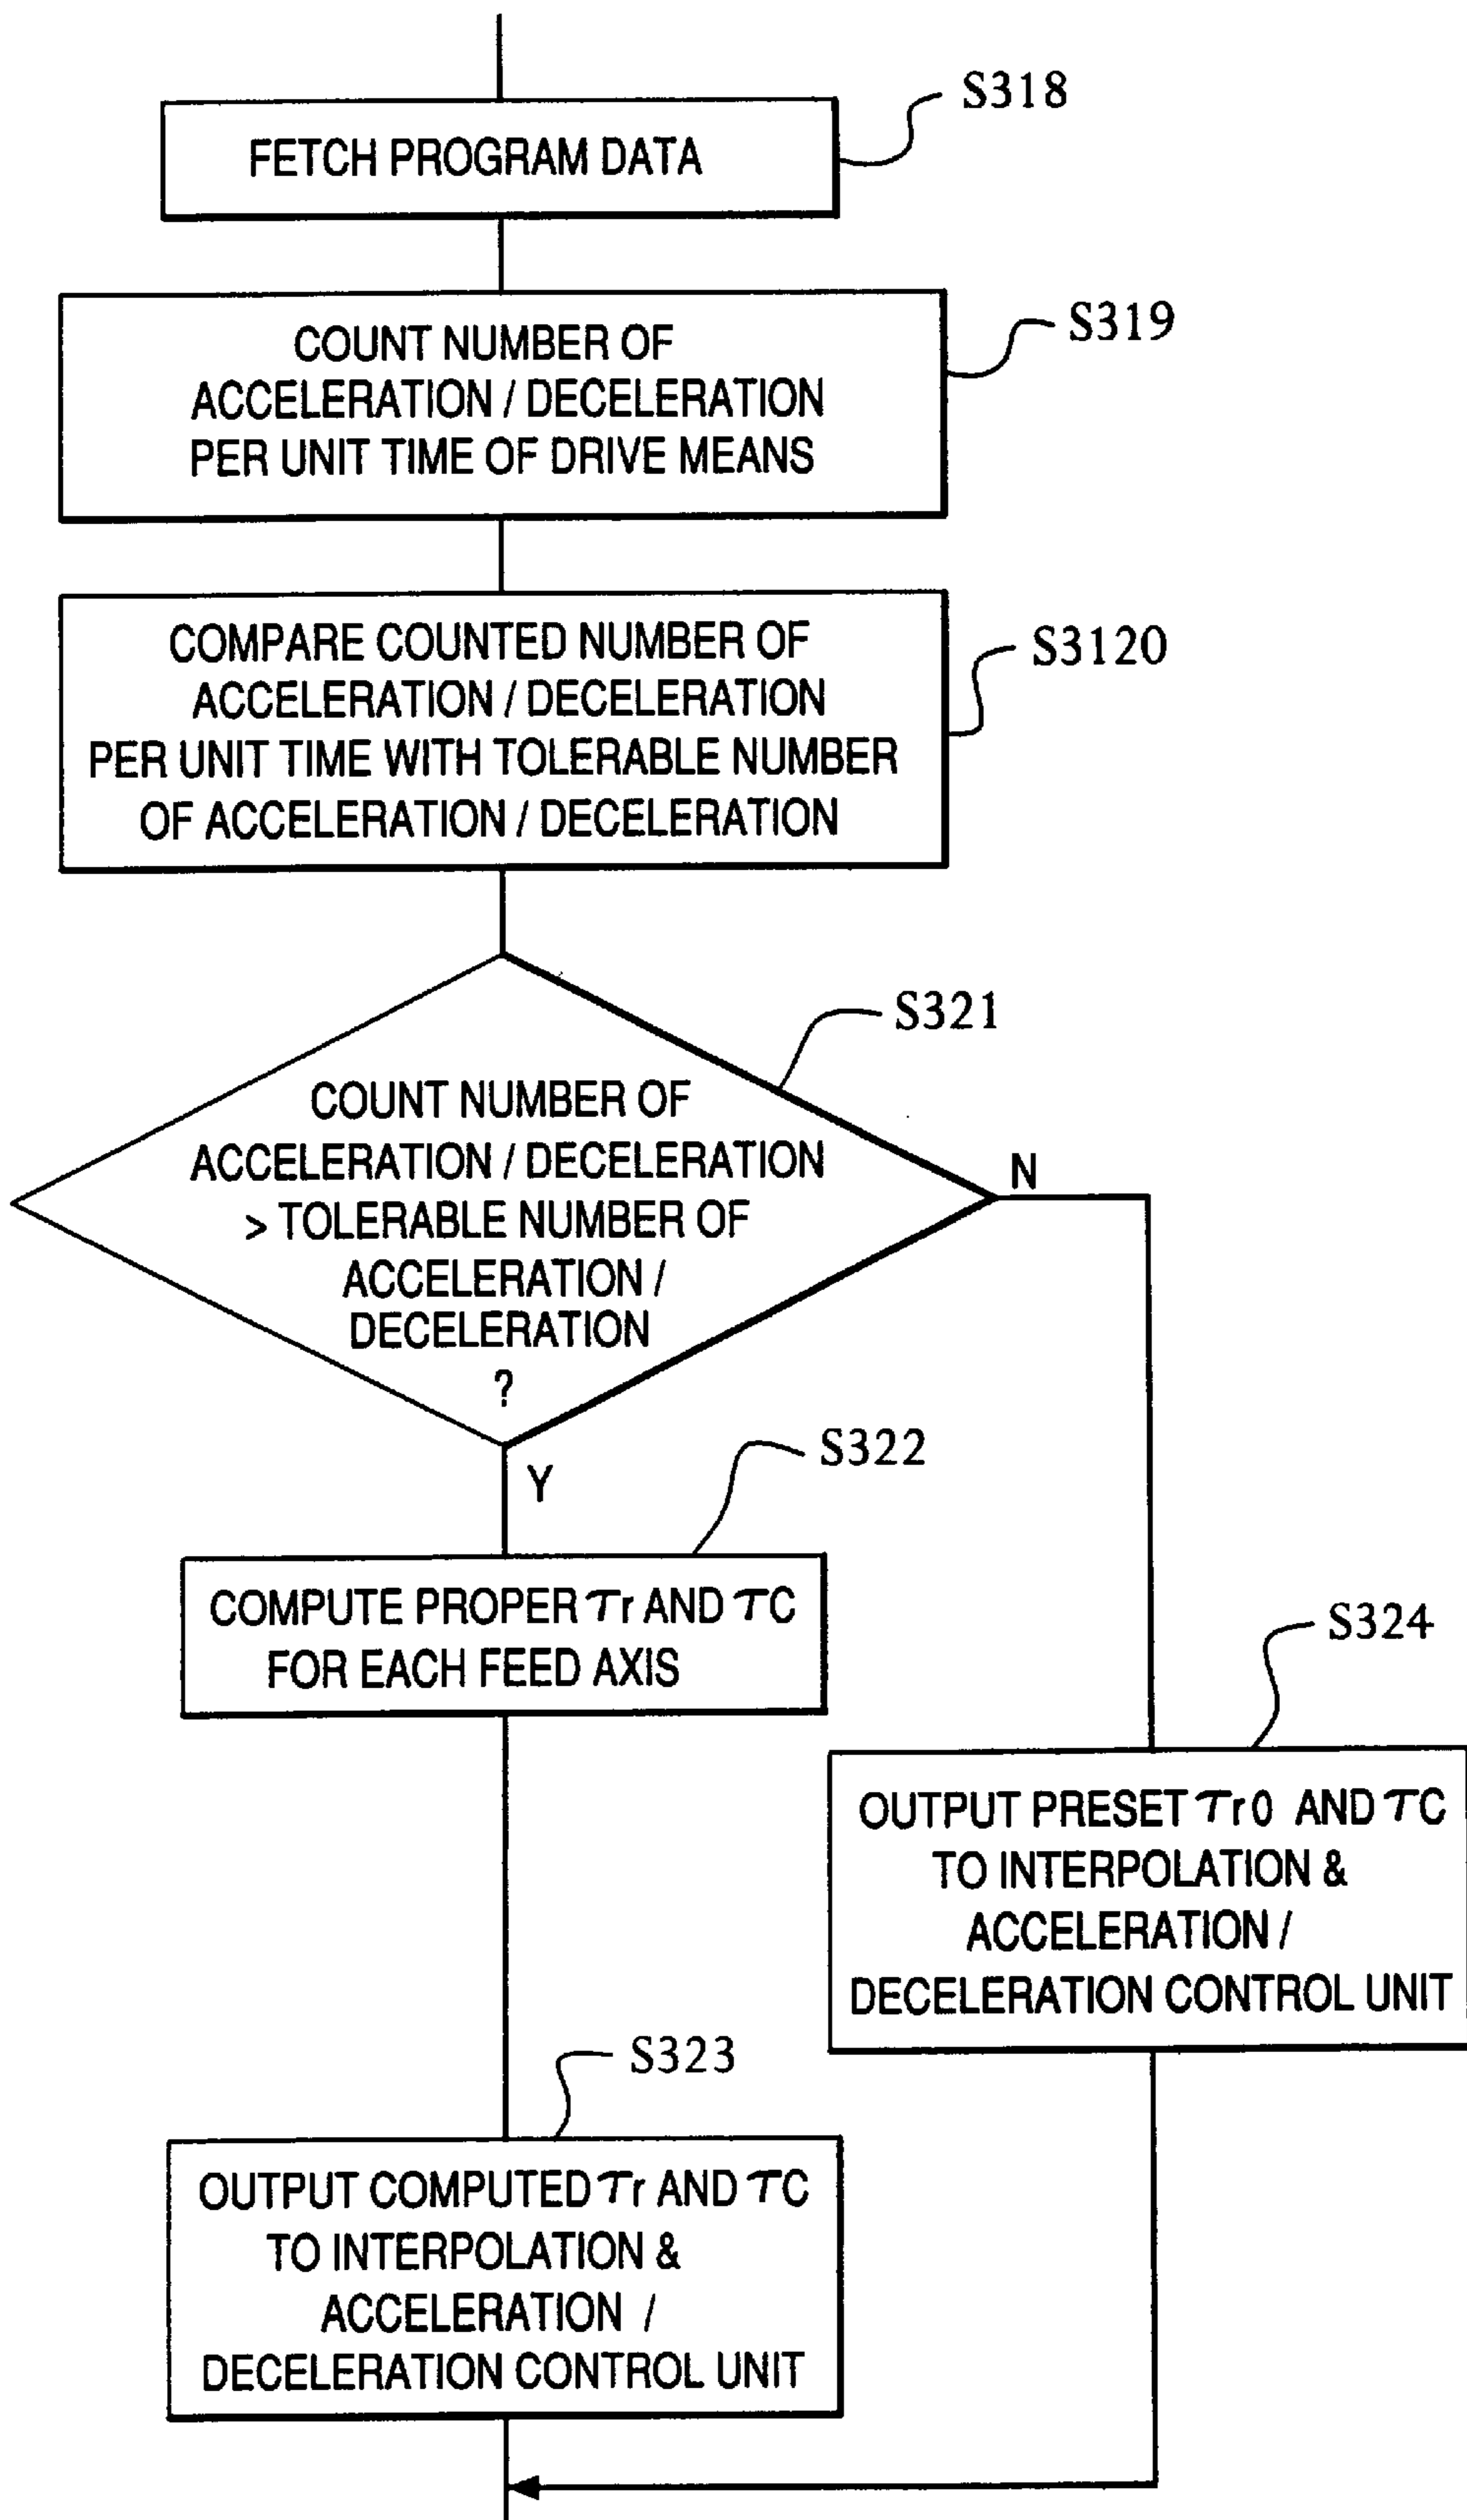 S318
FETCH PROGRAM DATA
S319
COUNT NUMBER OF
ACCELERATION / DECELERATION
PER UNIT TIME OF DRIVE MEANS
S3120
COMPARE COUNTED NUMBER OF
ACCELERATION / DECELERATION
PER UNIT TIME WITH TOLERABLE NUMBER
OF ACCELERATION / DECELERATION
S321
COUNT NUMBER OF
ACCELERATION / DECELERATION
> TOLERABLE NUMBER OF
ACCELERATION /
DECELERATION
?
N
Y
S322
COMPUTE PROPER τr AND τC
FOR EACH FEED AXIS
S324
OUTPUT PRESET τr0 AND τC
TO INTERPOLATION &
ACCELERATION /
DECELERATION CONTROL UNIT
S323
OUTPUT COMPUTED τr AND τC
TO INTERPOLATION &
ACCELERATION /
DECELERATION CONTROL UNIT